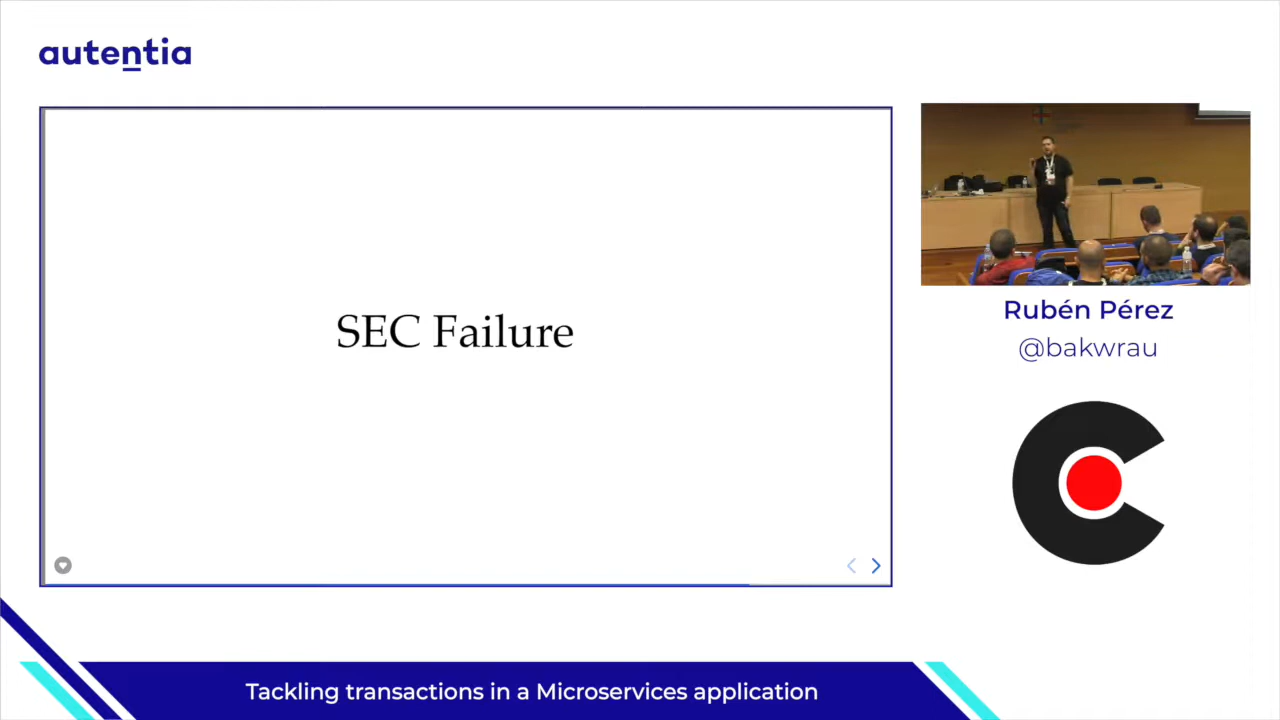 autentia
SEC Failure
Rubén Pérez
@bakwrau
Tackling transactions in a Microservices application